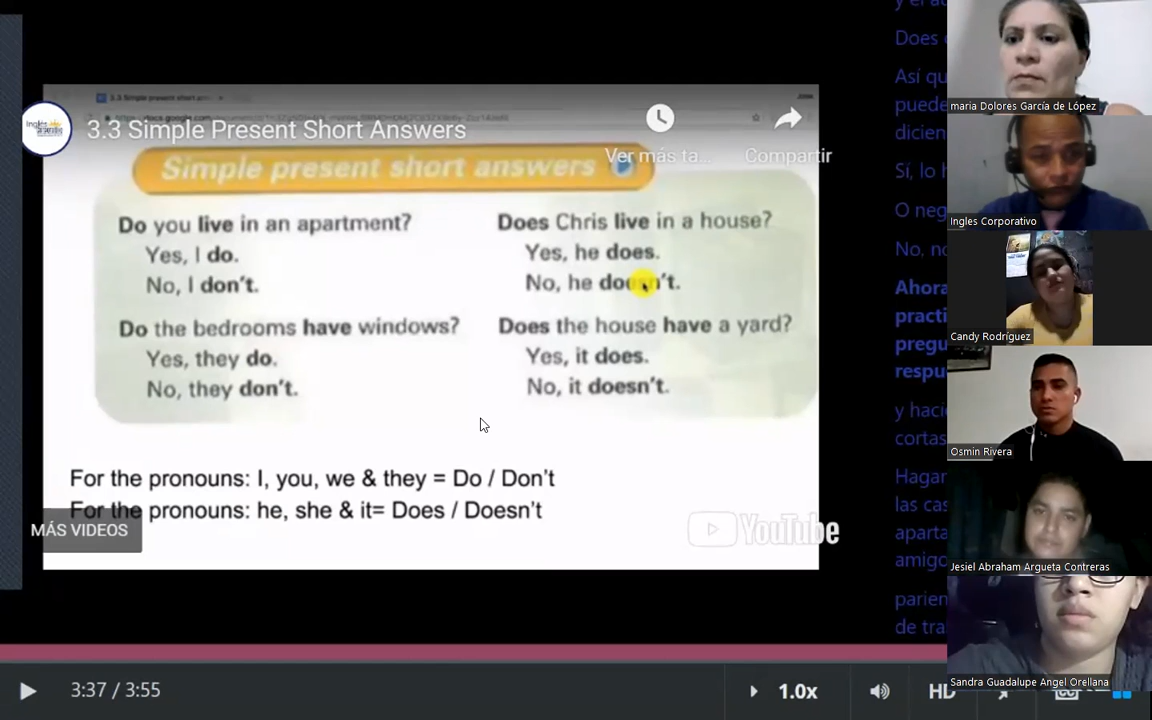 3.3 Simple Present Short Answers
Ver más ta...
Compartir
Simple present short answers
Do you live in an apartment?
Yes, I do.
No, I don't.
Do the bedrooms have windows?
Yes, they do.
No, they don't.
Does Chris live in a house?
Yes, he does.
No, he doesn't.
Does the house have a yard?
Yes, it does.
No, it doesn't.
For the pronouns: I, you, we & they = Do / Don't
For the pronouns: he, she & it= Does / Doesn't
MÁS VIDEOS
YouTube
3:37 / 3:55
1.0x
HD
y el
Does
Así qu
puede
dicien
Sí, lo h
O neg
No, no
Ahora
practi
pregu
respu
y haci
cortas
Hagan
las cas
aparta
amigo
parien
de tra
maria Dolores García de López
Ingles Corporativo
Candy Rodríguez
Osmin Rivera
Jesiel Abraham Argueta Contreras
Sandra Guadalupe Angel Orellana